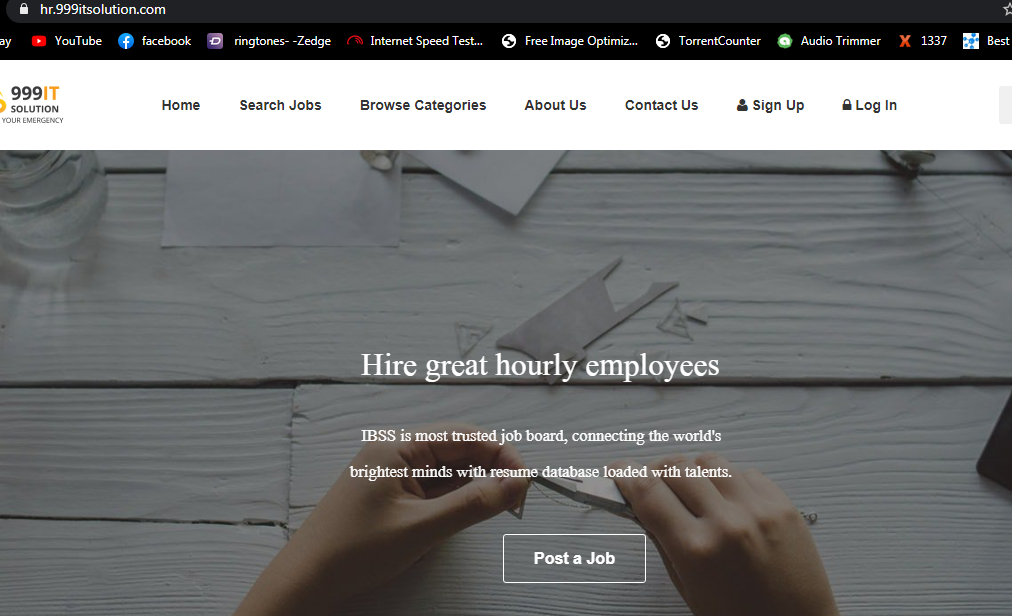 hr.999itsolution.com
ay YouTube facebook ringtones- -Zedge Internet Speed Test... Free Image Optimiz... TorrentCounter Audio Trimmer 1337 Best
999IT
SOLUTION
YOUR EMERGENCY
Home Search Jobs Browse Categories About Us Contact Us Sign Up Log In
Hire great hourly employees
IBSS is most trusted job board, connecting the world's
brightest minds with resume database loaded with talents.
Post a Job